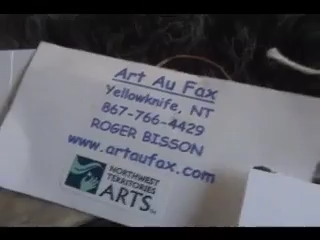 Art Au Fax
Yellowknife, NT
867-766-4429
ROGER BISSON
www.artaufax.com
NORTHWEST
TERRITORIES
ARTS